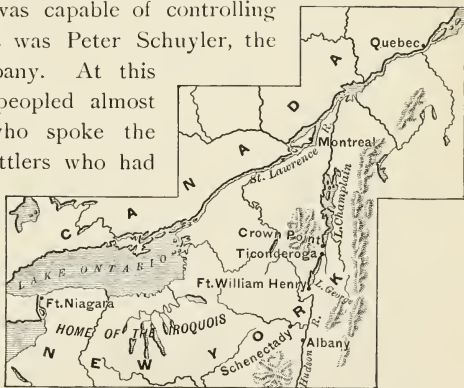 was capable of controlling
was Peter Schuyler, the
pany. At this
peopled almost
who spoke the
ttlers who had
Quebec
CANADA
Montreal
St. Lawrence R.
L. Champlain
Crown Point
Ticonderoga
LAKE ONTARIO
Ft. William Henry
L. George
Ft. Niagara
HOME OF THE IROQUOIS
NEW YORK
Schenectady
Albany
Hudson R.